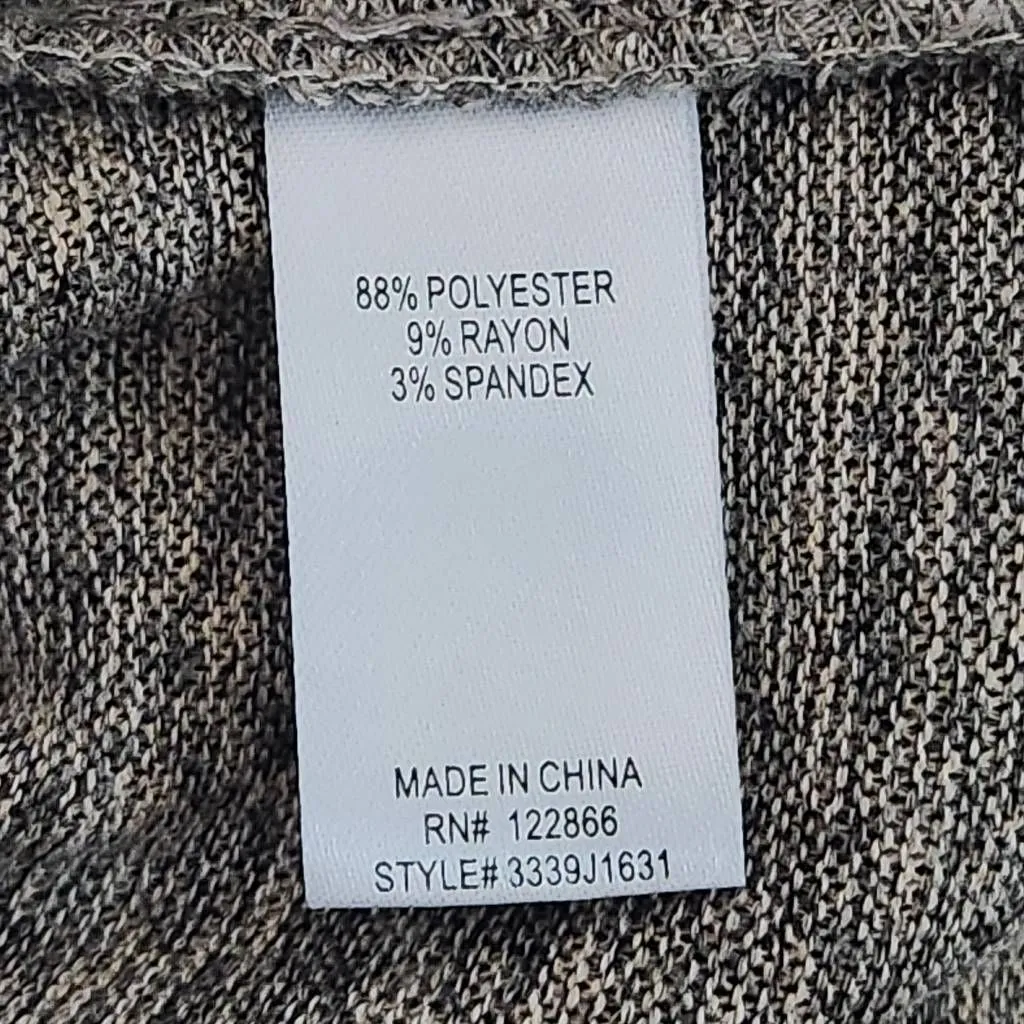 88% POLYESTER
9% RAYON
3% SPANDEX
MADE IN CHINA
RN# 122866
STYLE# 3339J1631